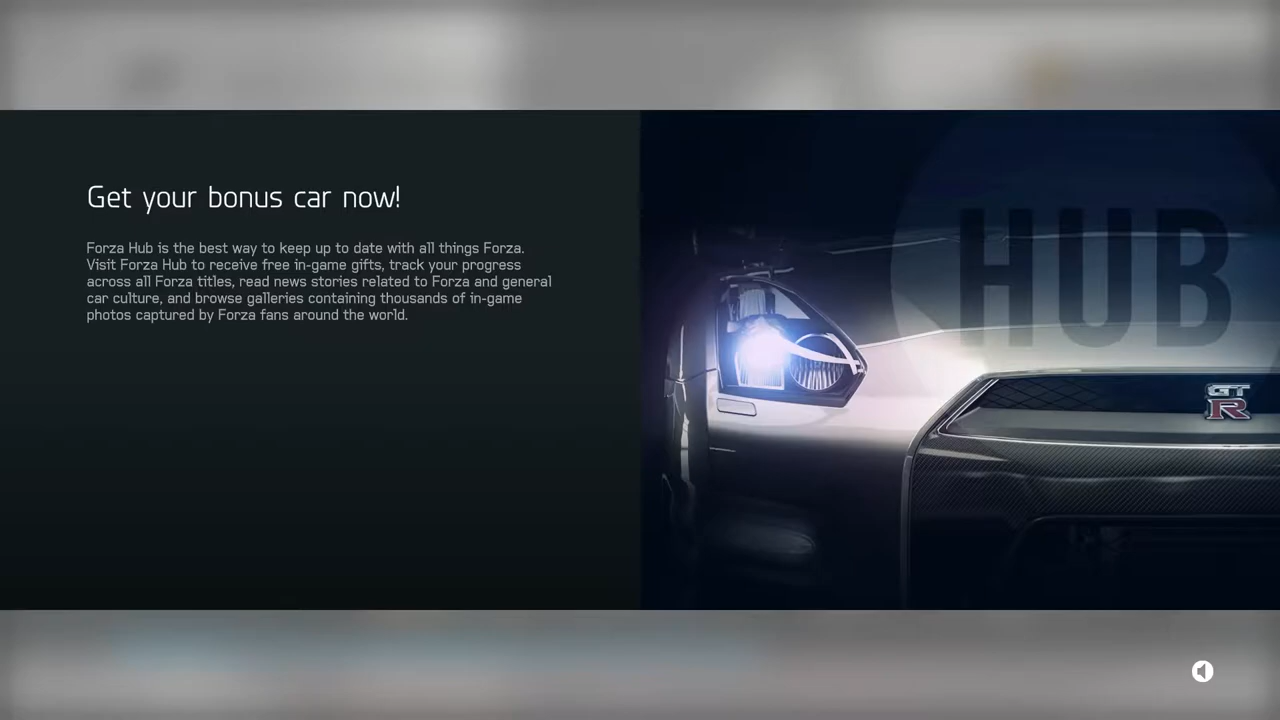 Get your bonus car now!
Forza Hub is the best way to keep up to date with all things Forza.
Visit Forza Hub to receive free in-game gifts, track your progress
across all Forza titles, read news stories related to Forza and general
car culture, and browse galleries containing thousands of in-game
photos captured by Forza fans around the world.
HUB
GT
R